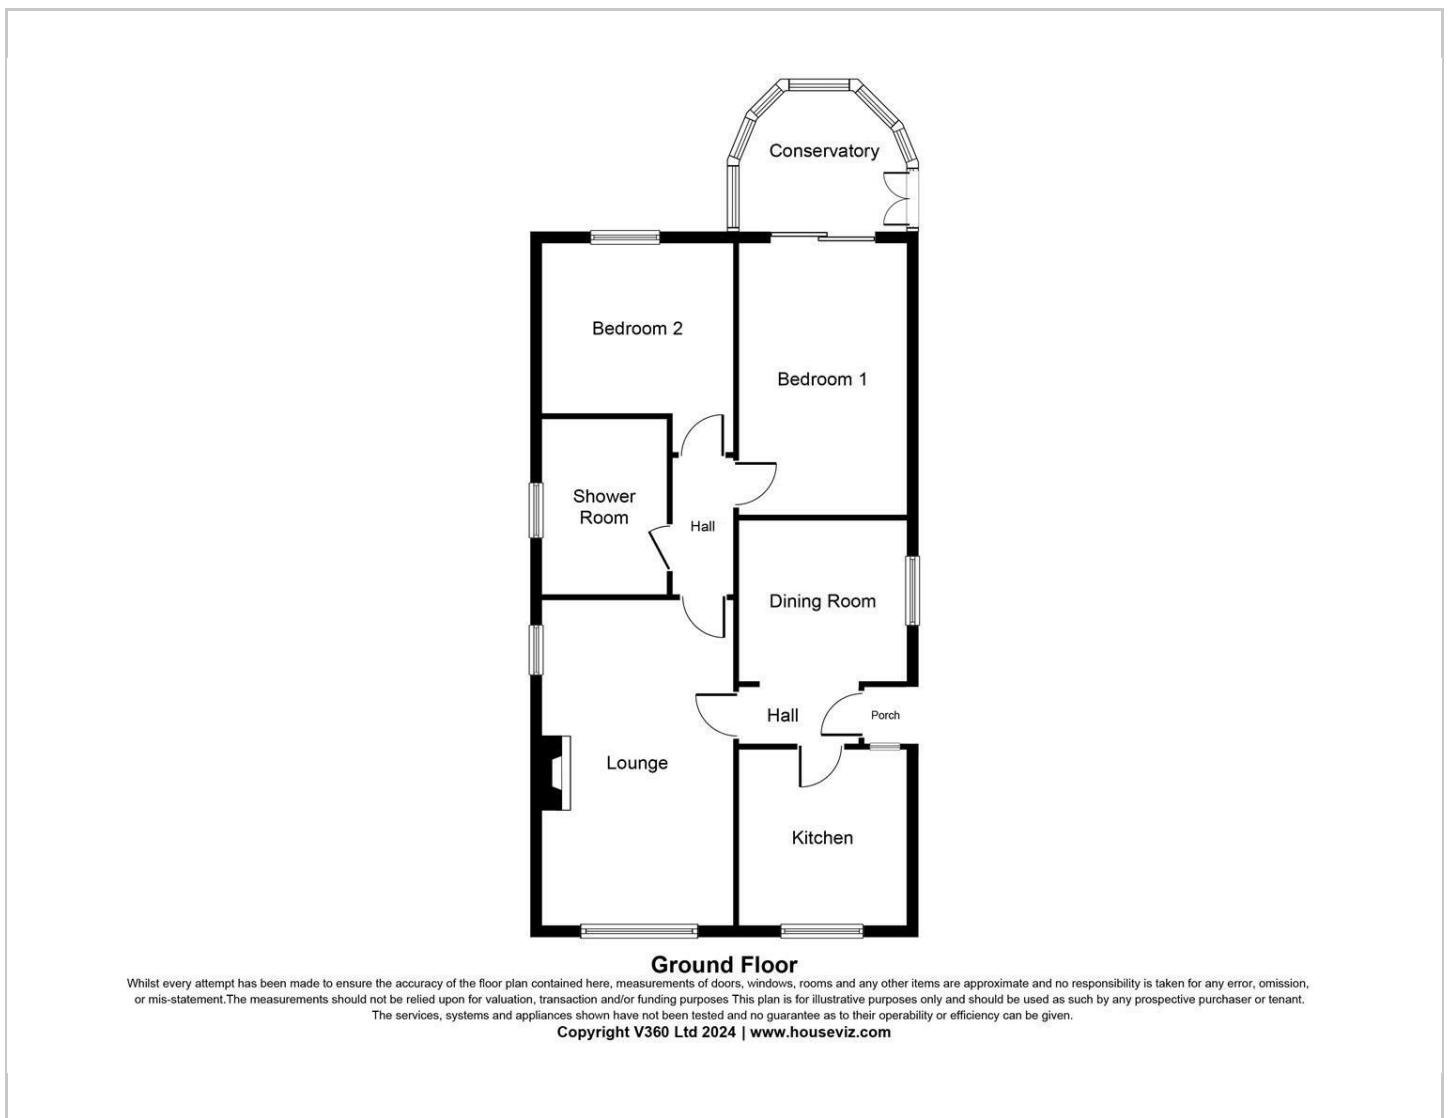 Conservatory
Bedroom 2
Bedroom 1
Shower
Room
Hall
Dining Room
Hall
Porch
Lounge
Kitchen
Ground Floor
Whilst every attempt has been made to ensure the accuracy of the floor plan contained here, measurements of doors, windows, rooms and any other items are approximate and no responsibility is taken for any error, omission,
or mis-statement.The measurements should not be relied upon for valuation, transaction and/or funding purposes This plan is for illustrative purposes only and should be used as such by any prospective purchaser or tenant.
The services, systems and appliances shown have not been tested and no guarantee as to their operability or efficiency can be given.
Copyright V360 Ltd 2024 | www.houseviz.com